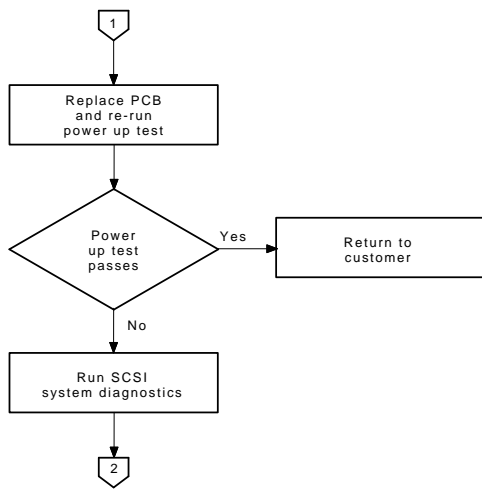 1
Replace PCB
and re-run
power up test
Power
up test
passes
Yes
Return to
customer
No
Run SCSI
system diagnostics
2